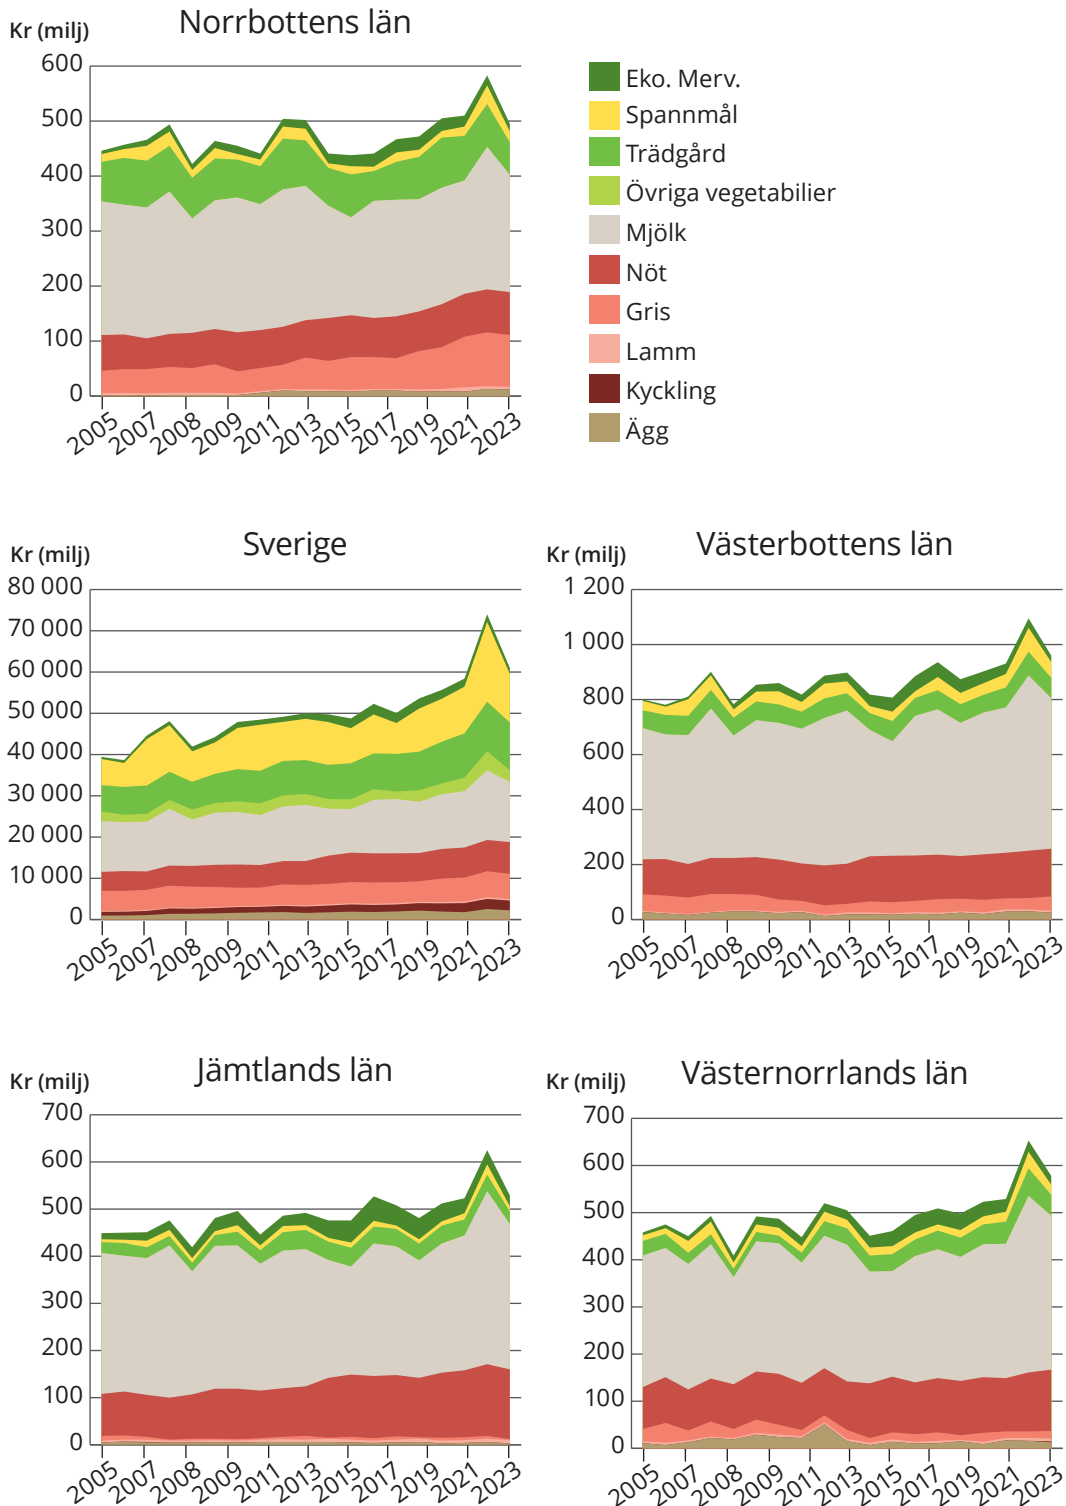 Norrbottens län
Kr (milj)
600
500
400
300
200
100
0
2005 2007 2008 2009 2011 2013 2015 2017 2019 2021 2023
Eko. Merv.
Spannmål
Trädgård
Övriga vegetabilier
Mjölk
Nöt
Gris
Lamm
Kyckling
Ägg
Sverige
Kr (milj)
80 000
70 000
60 000
50 000
40 000
30 000
20 000
10 000
0
2005 2007 2008 2009 2011 2013 2015 2017 2019 2021 2023
Västerbottens län
Kr (milj)
1 200
1 000
800
600
400
200
0
2005 2007 2008 2009 2011 2013 2015 2017 2019 2021 2023
Jämtlands län
Kr (milj)
700
600
500
400
300
200
100
0
2005 2007 2008 2009 2011 2013 2015 2017 2019 2021 2023
Västernorrlands län
Kr (milj)
700
600
500
400
300
200
100
0
2005 2007 2008 2009 2011 2013 2015 2017 2019 2021 2023